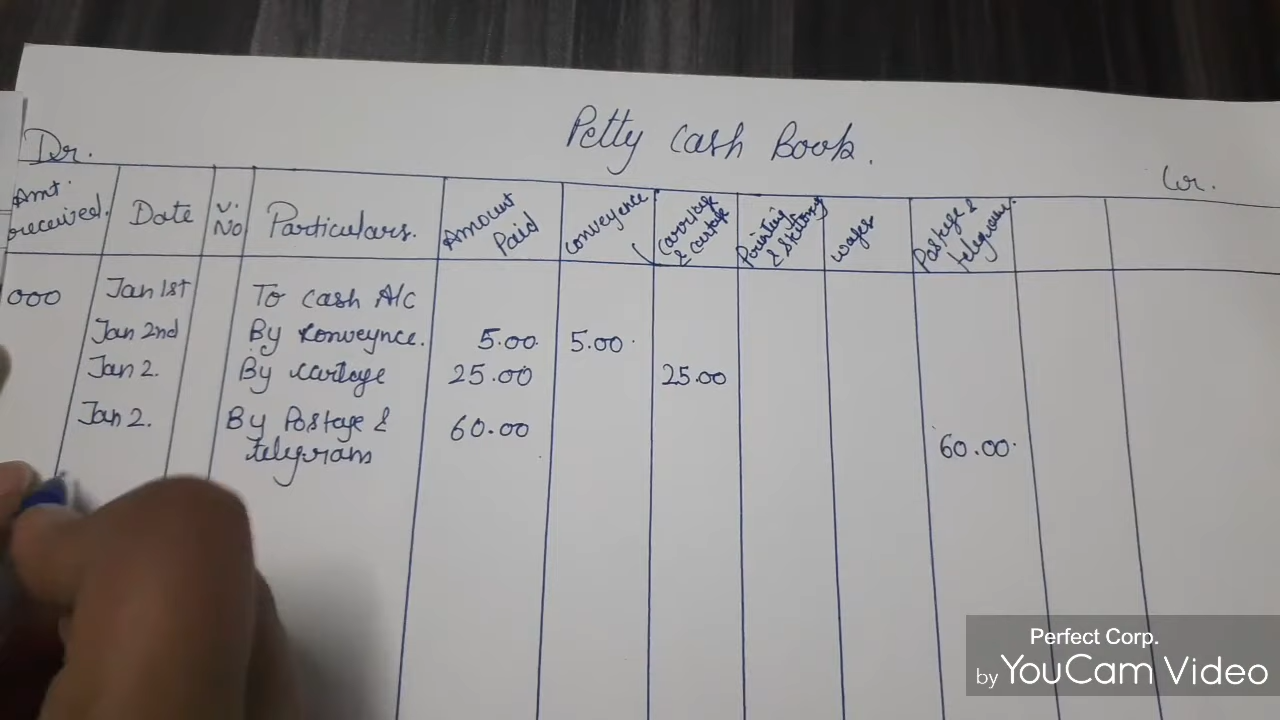 Petty Cash Book.
Dr.
Cr.
Amt. received. Date V. No Particulars. Amount Paid Conveyence Carriage & Cartage Printing & Wages Postage & telegram.
000 Jan 1st To Cash A/c
Jan 2nd By Conveynce. 5.00 5.00
Jan 2. By Cartage 25.00 25.00
Jan 2. By Postage & 60.00
telegram 60.00
Perfect Corp.
by YouCam Video